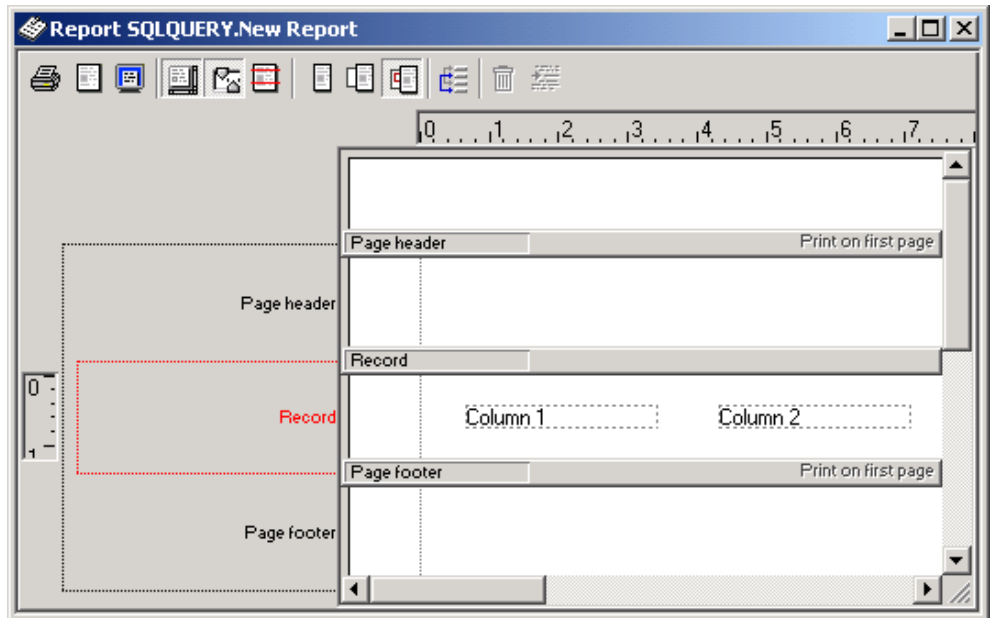 Report SQLQUERY.New Report
0 1 2 3 4 5 6 7
Page header Print on first page
Page header
Record
0
Record Column 1 Column 2
1
Page footer Print on first page
Page footer